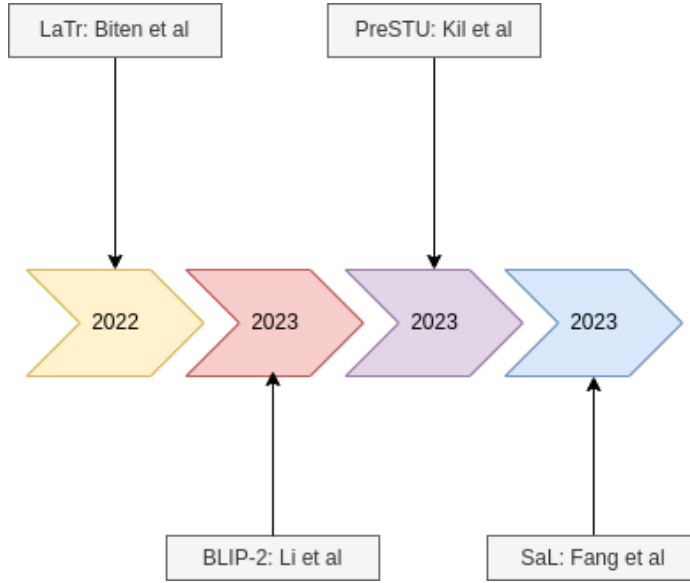 LaTr: Biten et al
PreSTU: Kil et al
2022
2023
2023
2023
BLIP-2: Li et al
SaL: Fang et al